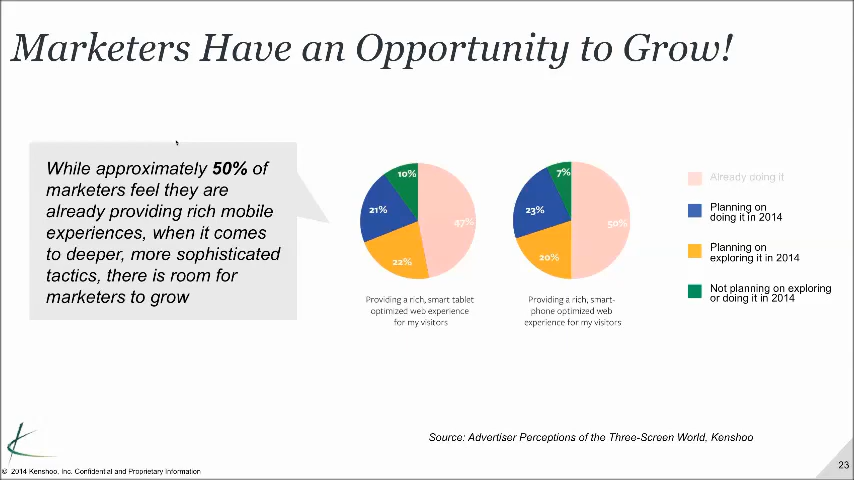 Marketers Have an Opportunity to Grow!
While approximately 50% of
marketers feel they are
already providing rich mobile
experiences, when it comes
to deeper, more sophisticated
tactics, there is room for
marketers to grow
10%
47%
21%
22%
Providing a rich, smart tablet
optimized web experience
for my visitors
7%
50%
23%
20%
Providing a rich, smart-
phone optimized web
experience for my visitors
Already doing it
Planning on
doing it in 2014
Planning on
exploring it in 2014
Not planning on exploring
or doing it in 2014
Source: Advertiser Perceptions of the Three-Screen World, Kenshoo
© 2014 Kenshoo, Inc. Confidential and Proprietary Information
23